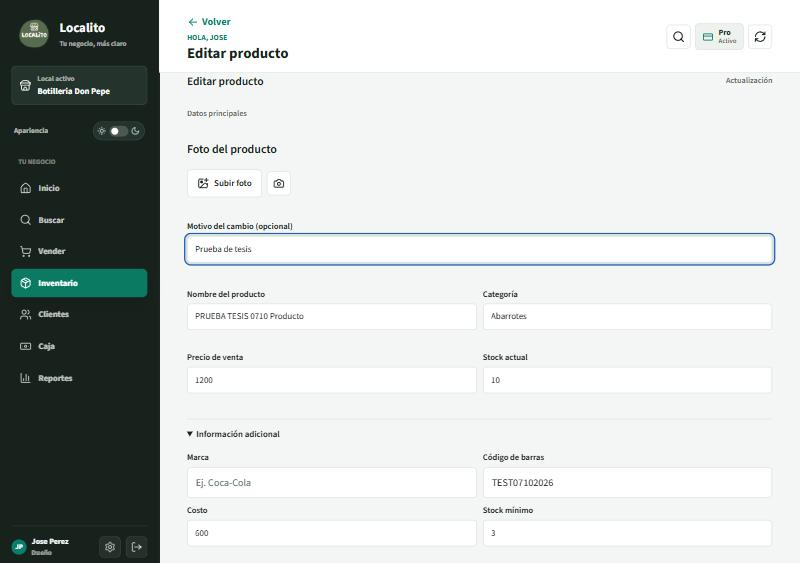 LOCALITO
Localito
Tu negocio, más claro
Local activo
Botilleria Don Pepe
Apariencia
TU NEGOCIO
Inicio
Buscar
Vender
Inventario
Clientes
Caja
Reportes
JP
Jose Perez
Dueño
← Volver
HOLA, JOSE
Editar producto
Pro
Activo
Editar producto
Actualización
Datos principales
Foto del producto
Subir foto
Motivo del cambio (opcional)
Prueba de tesis
Nombre del producto
Categoría
PRUEBA TESIS 0710 Producto
Abarrotes
Precio de venta
Stock actual
1200
10
▼ Información adicional
Marca
Código de barras
Ej. Coca-Cola
TEST07102026
Costo
Stock mínimo
600
3